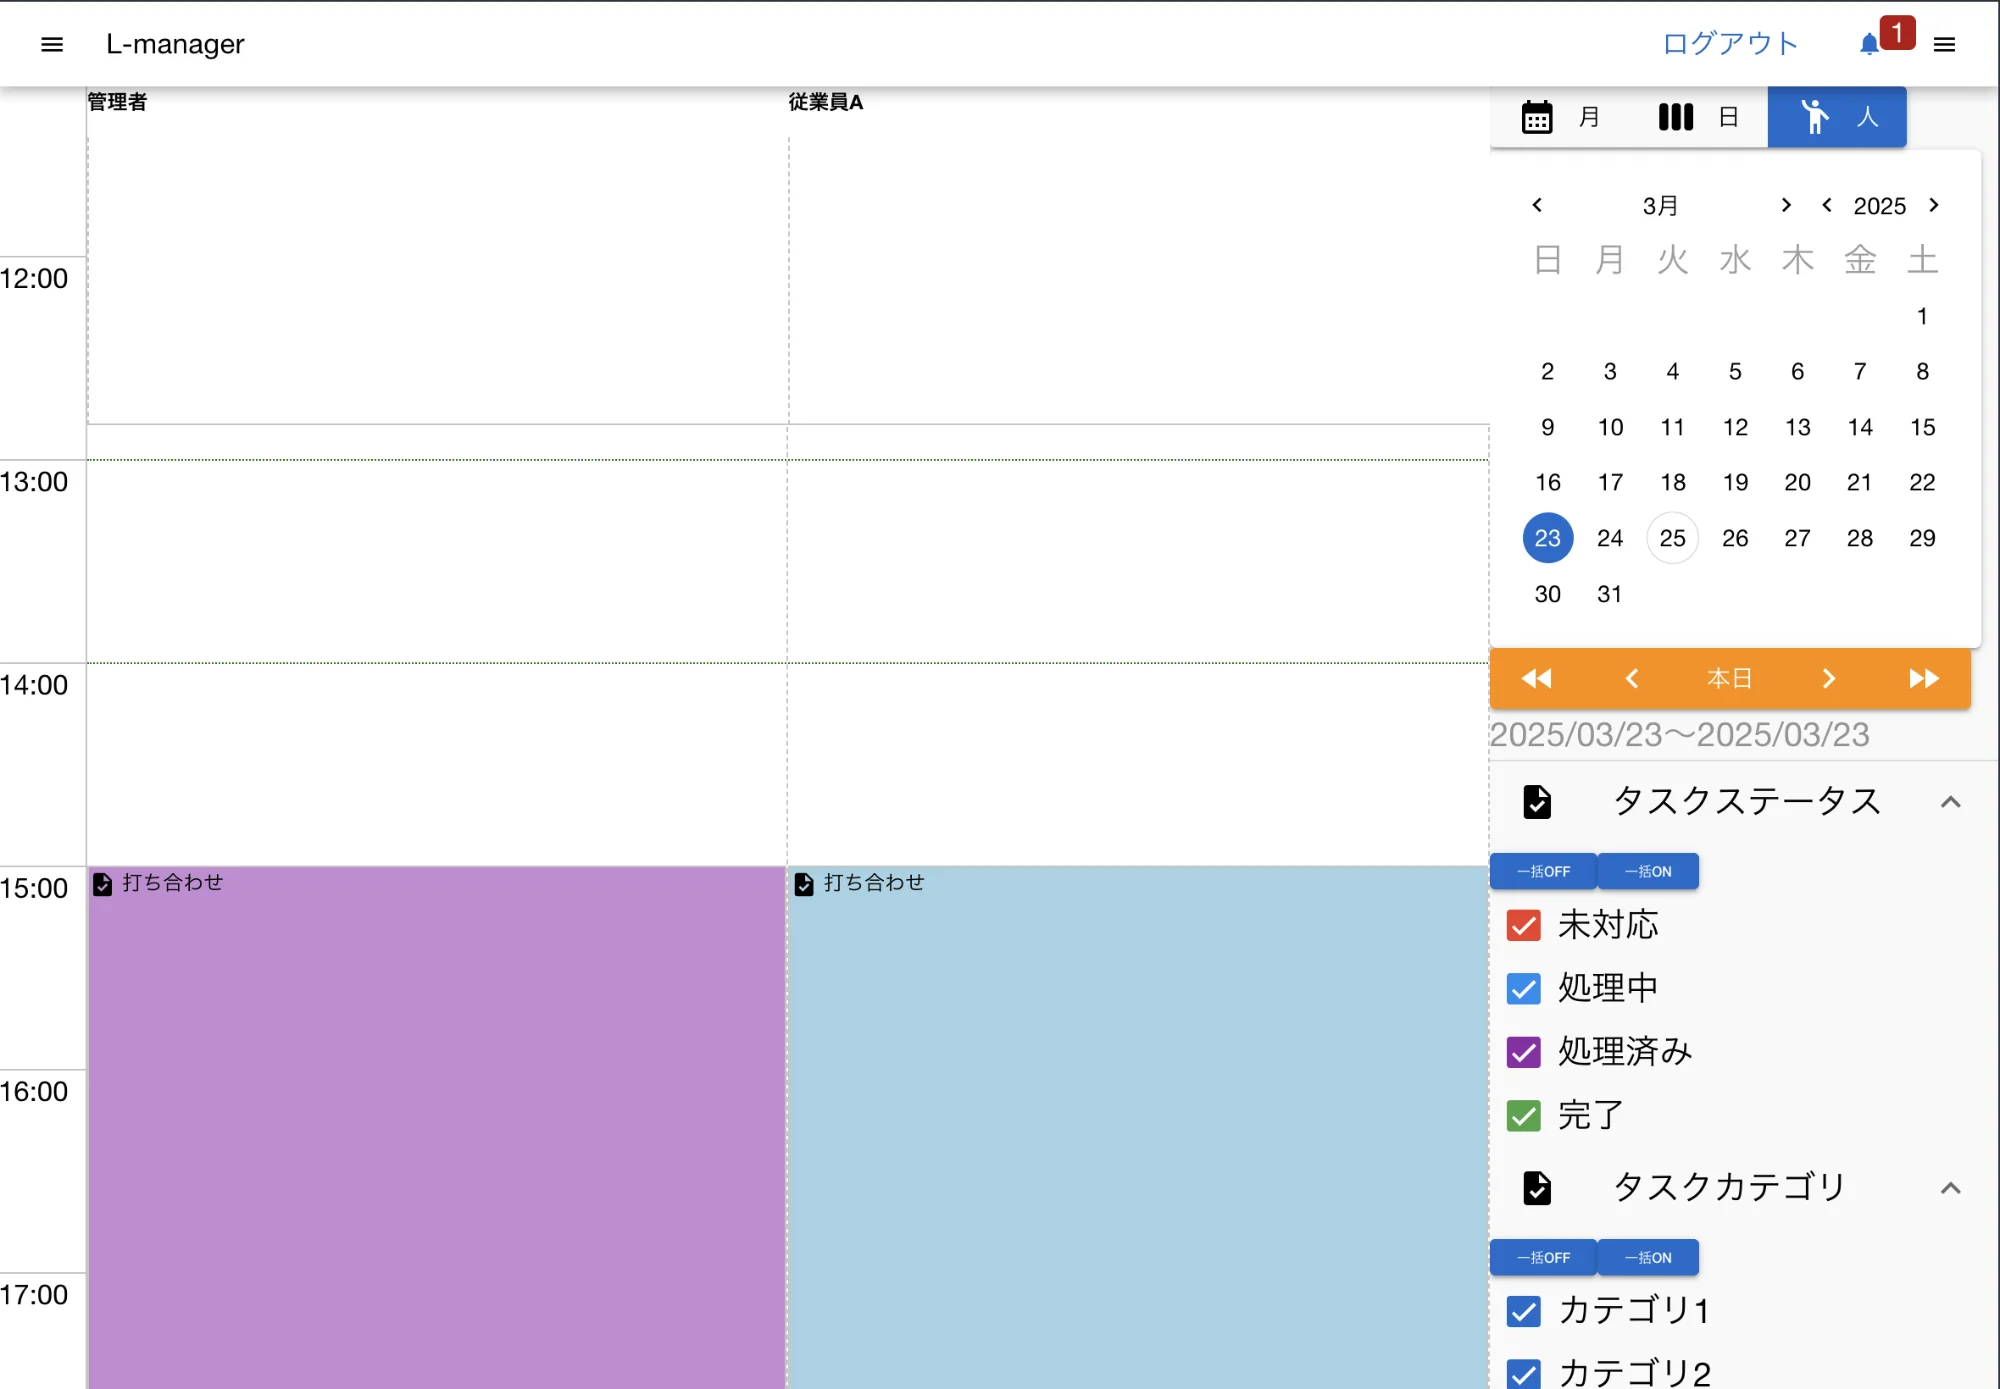 L-manager
ログアウト
1
管理者
従業員A
12:00
13:00
14:00
15:00
16:00
17:00
打ち合わせ
打ち合わせ
月 日 人
3月 2025
日 月 火 水 木 金 土
1
2 3 4 5 6 7 8
9 10 11 12 13 14 15
16 17 18 19 20 21 22
23 24 25 26 27 28 29
30 31
本日
2025/03/23〜2025/03/23
タスクステータス
一括OFF 一括ON
未対応
処理中
処理済み
完了
タスクカテゴリ
一括OFF 一括ON
カテゴリ1
カテゴリ2